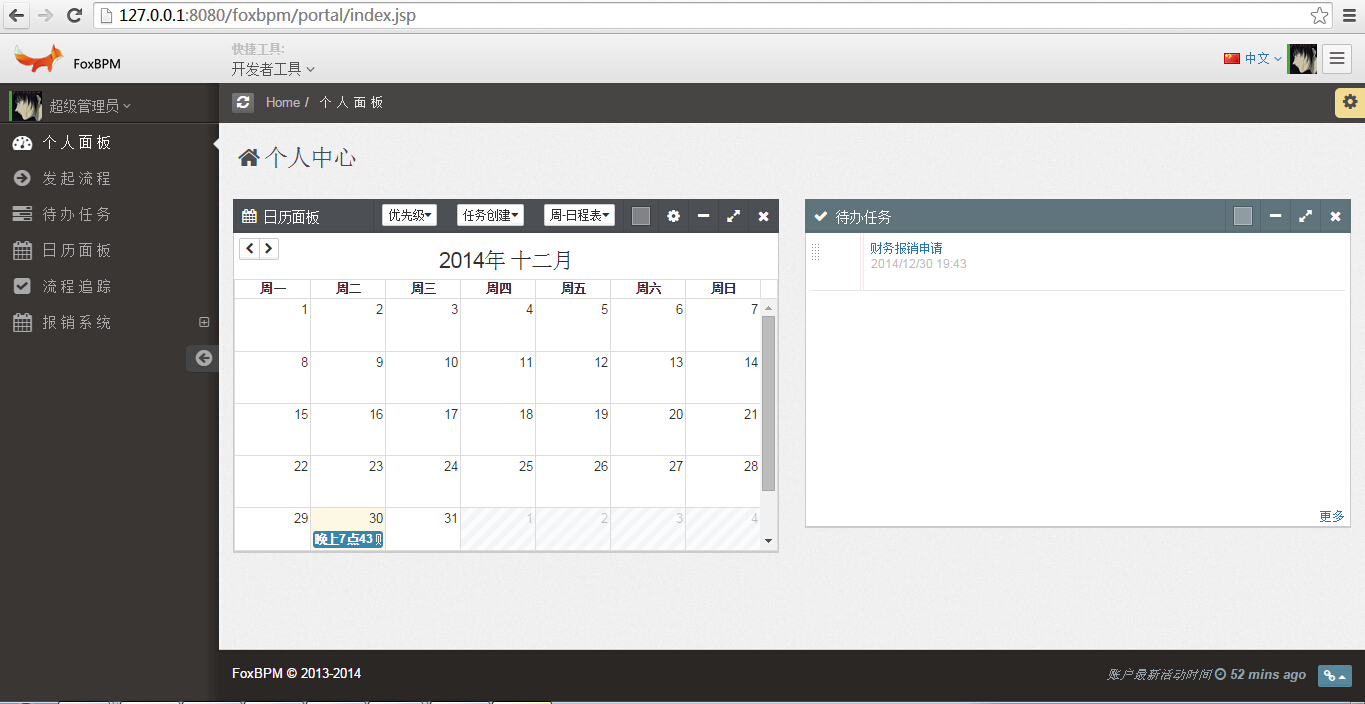 127.0.0.1:8080/foxbpm/portal/index.jsp
FoxBPM
快捷工具:
开发者工具
中文
超级管理员
Home / 个人面板
个人面板
发起流程
待办任务
日历面板
流程追踪
报销系统
个人中心
日历面板 优先级 任务创建 周-日程表
2014年 十二月
周一 周二 周三 周四 周五 周六 周日
1 2 3 4 5 6 7
8 9 10 11 12 13 14
15 16 17 18 19 20 21
22 23 24 25 26 27 28
29 30 31 1 2 3 4
晚上7点43
待办任务
财务报销申请
2014/12/30 19:43
更多
FoxBPM © 2013-2014
账户最新活动时间 52 mins ago